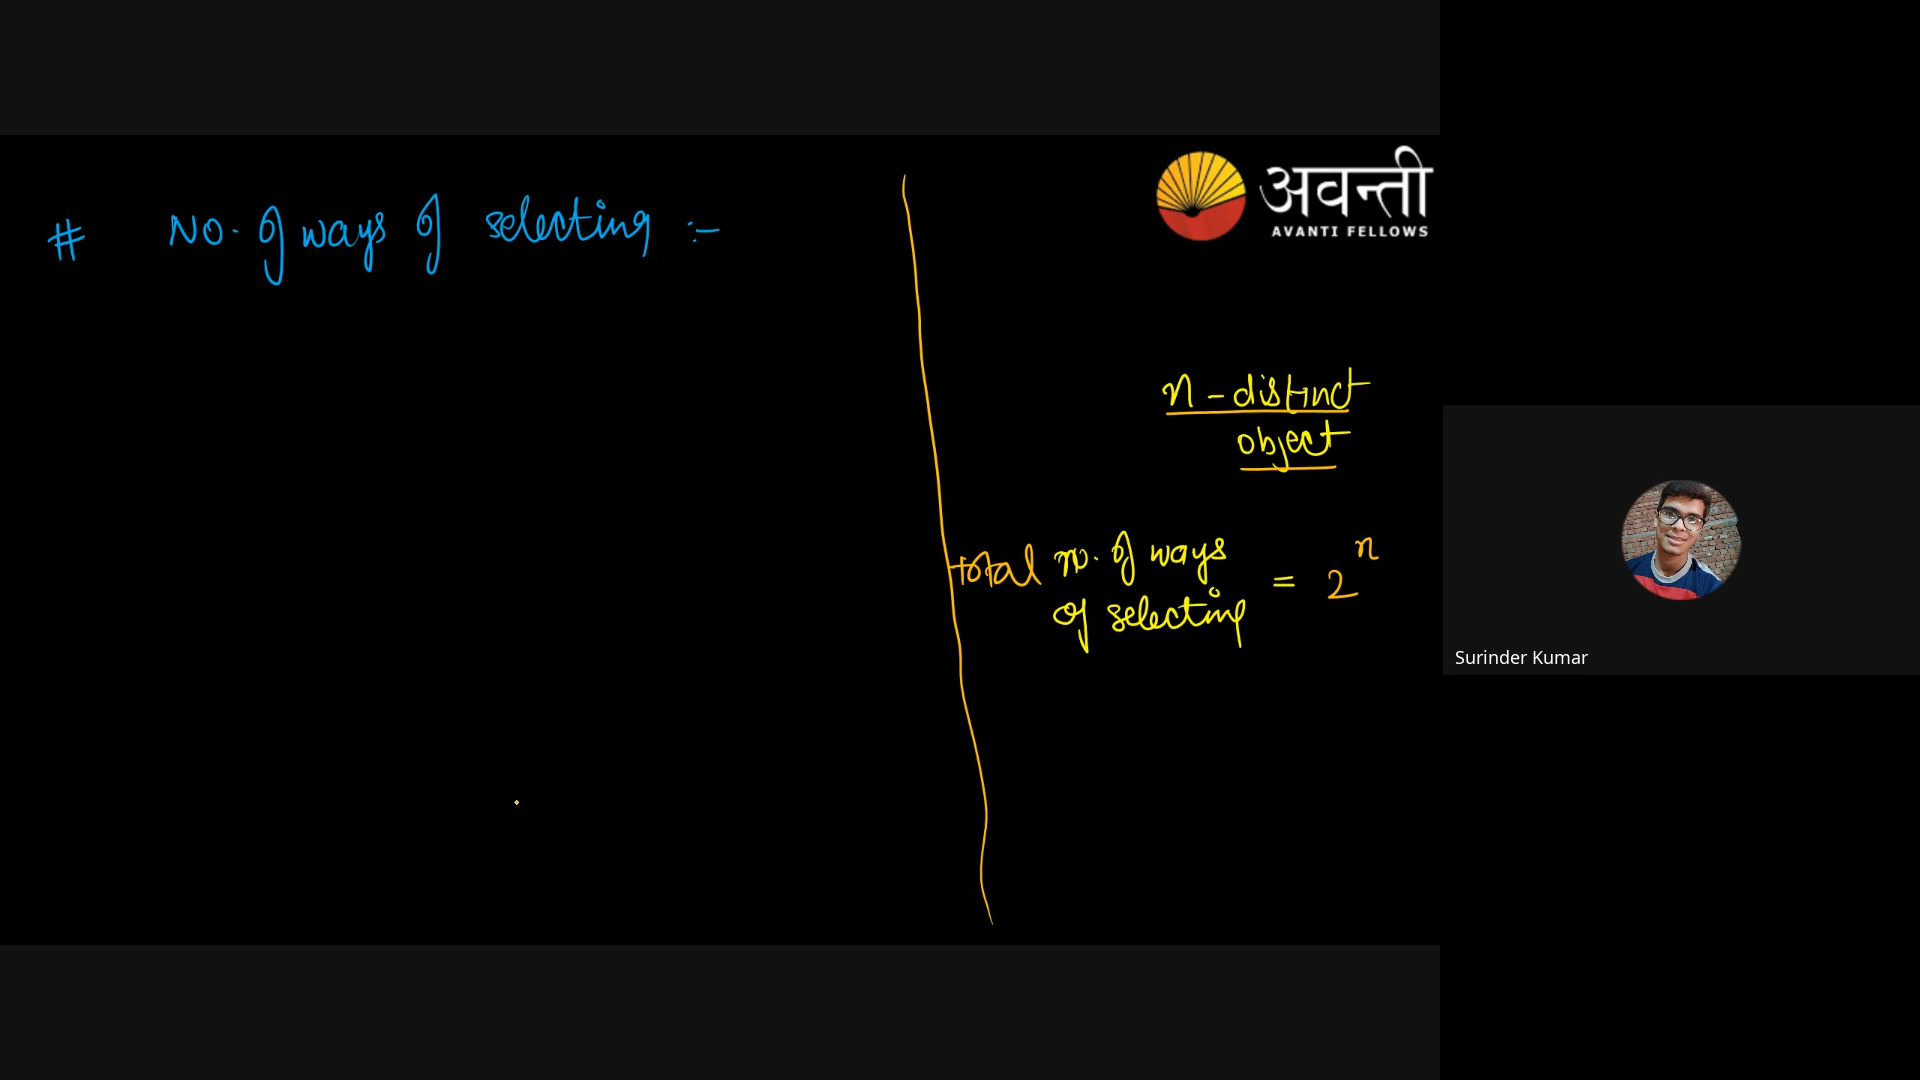 # No. of ways of selecting :-
अवन्ती
AVANTI FELLOWS
n - distinct
object
total no. of ways
of selecting = 2^n
Surinder Kumar